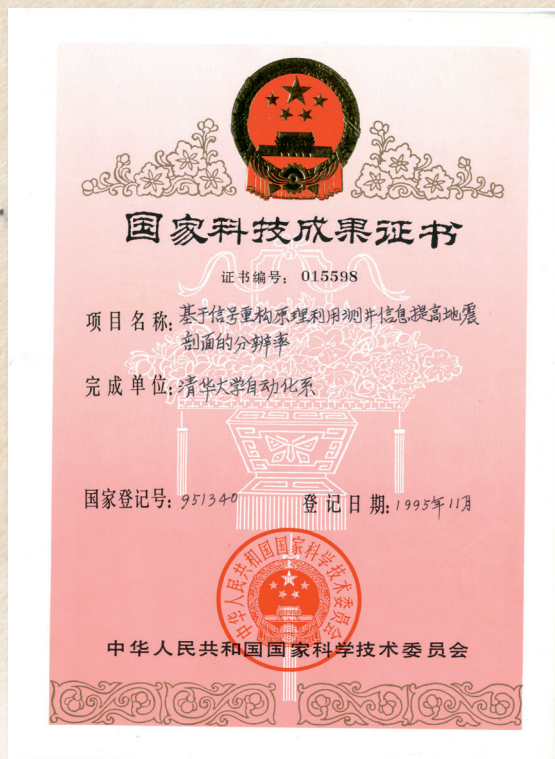 国家科技成果证书
证书编号: 015598
项目名称: 基于信号重构原理利用测井信息提高地震
剖面的分辨率
完成单位: 清华大学自动化系
国家登记号: 951340 登记日期: 1995年11月
中华人民共和国国家科学技术委员会
中华人民共和国国家科学技术委员会